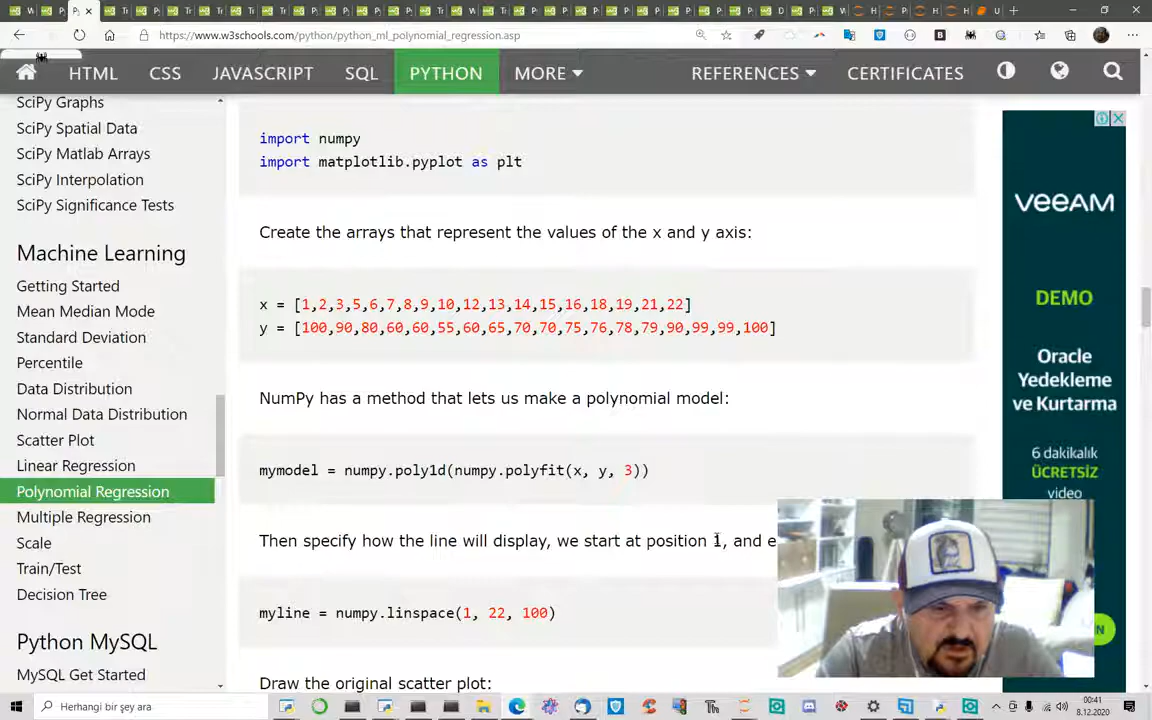 https://www.w3schools.com/python/python_ml_polynomial_regression.asp
HTML CSS JAVASCRIPT SQL PYTHON MORE REFERENCES CERTIFICATES
SciPy Graphs
SciPy Spatial Data
SciPy Matlab Arrays
SciPy Interpolation
SciPy Significance Tests
Machine Learning
Getting Started
Mean Median Mode
Standard Deviation
Percentile
Data Distribution
Normal Data Distribution
Scatter Plot
Linear Regression
Polynomial Regression
Multiple Regression
Scale
Train/Test
Decision Tree
Python MySQL
MySQL Get Started
import numpy
import matplotlib.pyplot as plt
Create the arrays that represent the values of the x and y axis:
x = [1,2,3,5,6,7,8,9,10,12,13,14,15,16,18,19,21,22]
y = [100,90,80,60,60,55,60,65,70,70,75,76,78,79,90,99,99,100]
NumPy has a method that lets us make a polynomial model:
mymodel = numpy.poly1d(numpy.polyfit(x, y, 3))
Then specify how the line will display, we start at position 1, and e
myline = numpy.linspace(1, 22, 100)
Draw the original scatter plot:
veeAM
DEMO
Oracle
Yedekleme
ve Kurtarma
6 dakikalık
ÜCRETSİZ
video
Herhangi bir şey ara
00:41
8.12.2020